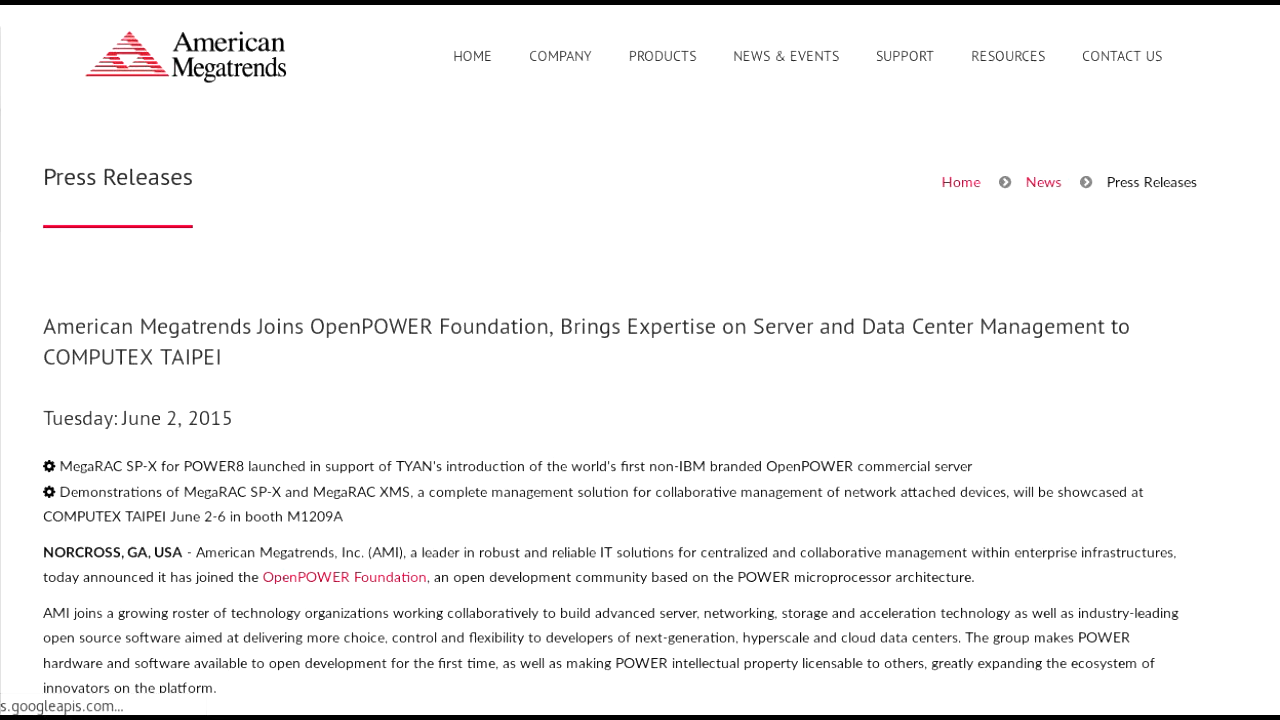 American
Megatrends
HOME COMPANY PRODUCTS NEWS & EVENTS SUPPORT RESOURCES CONTACT US
Press Releases
Home News Press Releases
American Megatrends Joins OpenPOWER Foundation, Brings Expertise on Server and Data Center Management to
COMPUTEX TAIPEI
Tuesday: June 2, 2015
MegaRAC SP-X for POWER8 launched in support of TYAN's introduction of the world's first non-IBM branded OpenPOWER commercial server
Demonstrations of MegaRAC SP-X and MegaRAC XMS, a complete management solution for collaborative management of network attached devices, will be showcased at
COMPUTEX TAIPEI June 2-6 in booth M1209A
NORCROSS, GA, USA - American Megatrends, Inc. (AMI), a leader in robust and reliable IT solutions for centralized and collaborative management within enterprise infrastructures,
today announced it has joined the OpenPOWER Foundation, an open development community based on the POWER microprocessor architecture.
AMI joins a growing roster of technology organizations working collaboratively to build advanced server, networking, storage and acceleration technology as well as industry-leading
open source software aimed at delivering more choice, control and flexibility to developers of next-generation, hyperscale and cloud data centers. The group makes POWER
hardware and software available to open development for the first time, as well as making POWER intellectual property licensable to others, greatly expanding the ecosystem of
innovators on the platform.
s.googleapis.com...